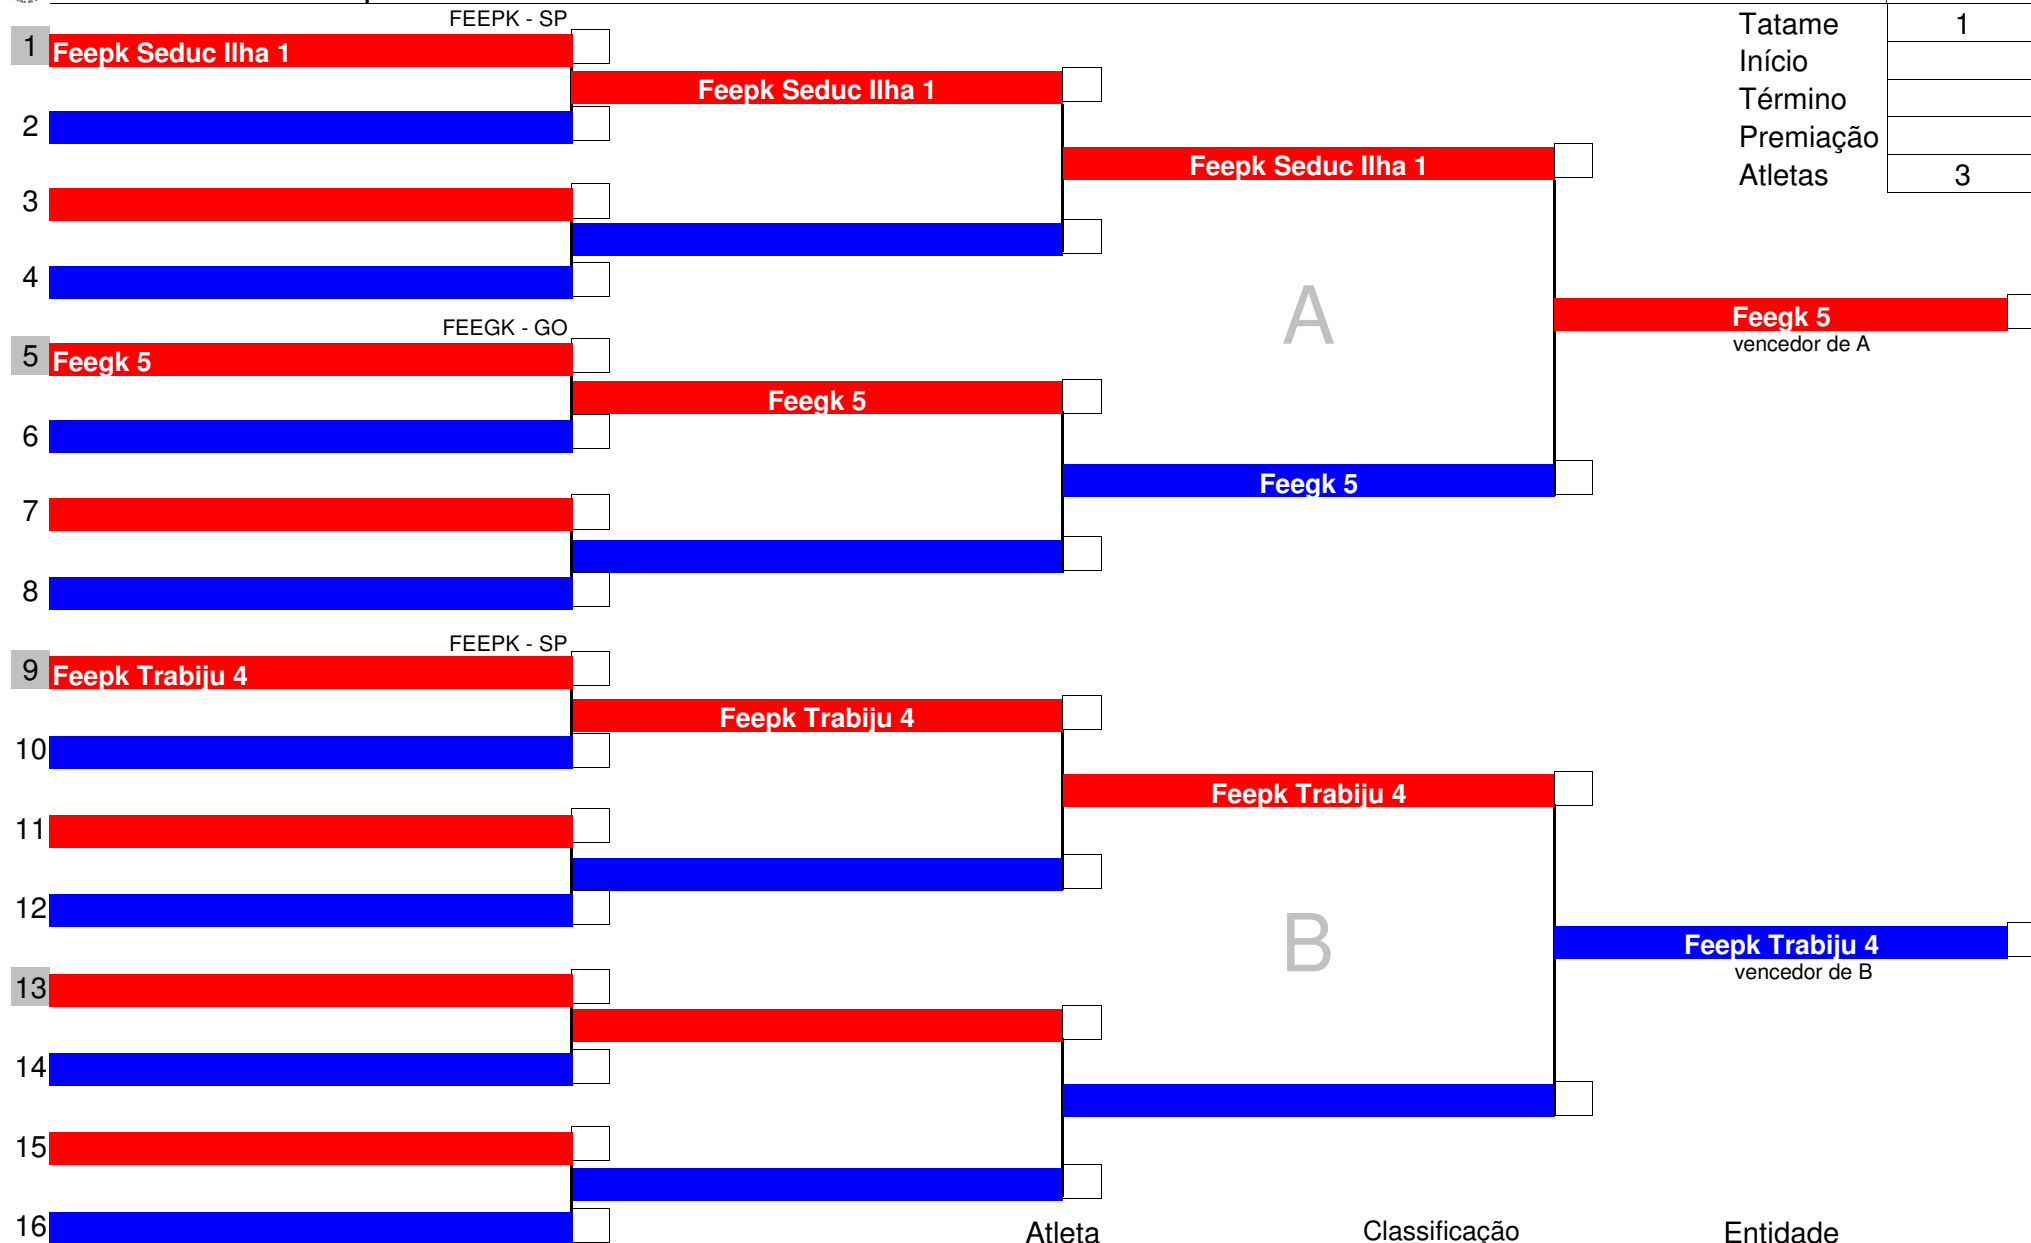 FEEPK - SP
Tatame 1
1 Feepk Seduc Ilha 1
Início
Feepk Seduc Ilha 1
Término
2
Premiação
Feepk Seduc Ilha 1
Atletas 3
3
4
FEEGK - GO
Feegk 5
vencedor de A
A
5 Feegk 5
Feegk 5
6
Feegk 5
7
8
FEEPK - SP
9 Feepk Trabiju 4
Feepk Trabiju 4
10
Feepk Trabiju 4
11
12
B
Feepk Trabiju 4
vencedor de B
13
14
15
16
Atleta Classificação Entidade